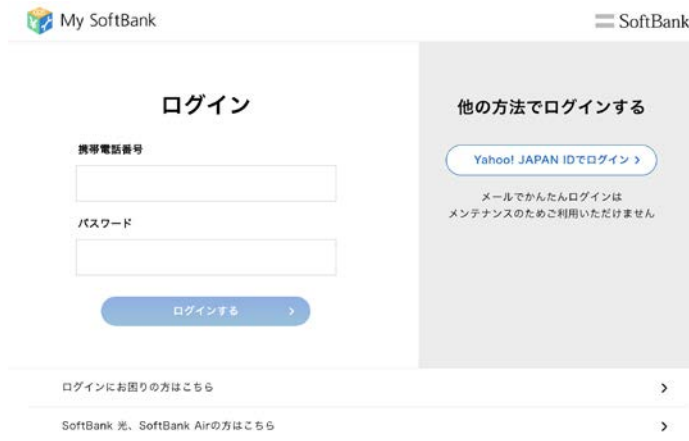 My SoftBank
SoftBank
ログイン
携帯電話番号
パスワード
ログインする
他の方法でログインする
Yahoo! JAPAN IDでログイン
メールでかんたんログインは
メンテナンスのためご利用いただけません
ログインにお困りの方はこちら
SoftBank 光、SoftBank Airの方はこちら